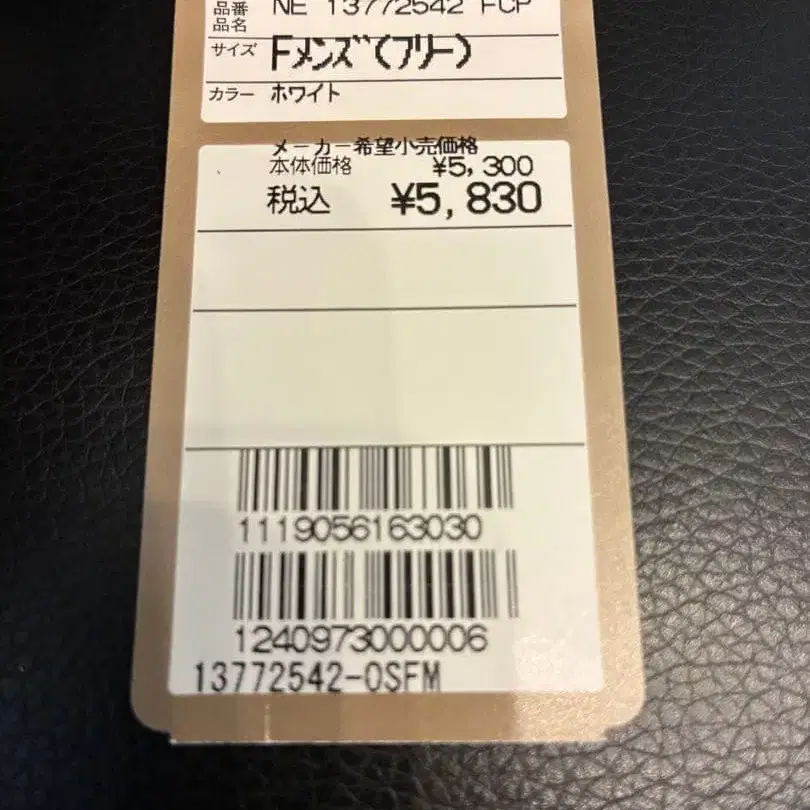 品番 NE 13772542 FCP
品名
サイズ Fメンズ(フリー)
カラー ホワイト
メーカー希望小売価格
本体価格 ¥5,300
税込 ¥5,830
1119056163030
1240973000006
13772542-OSFM